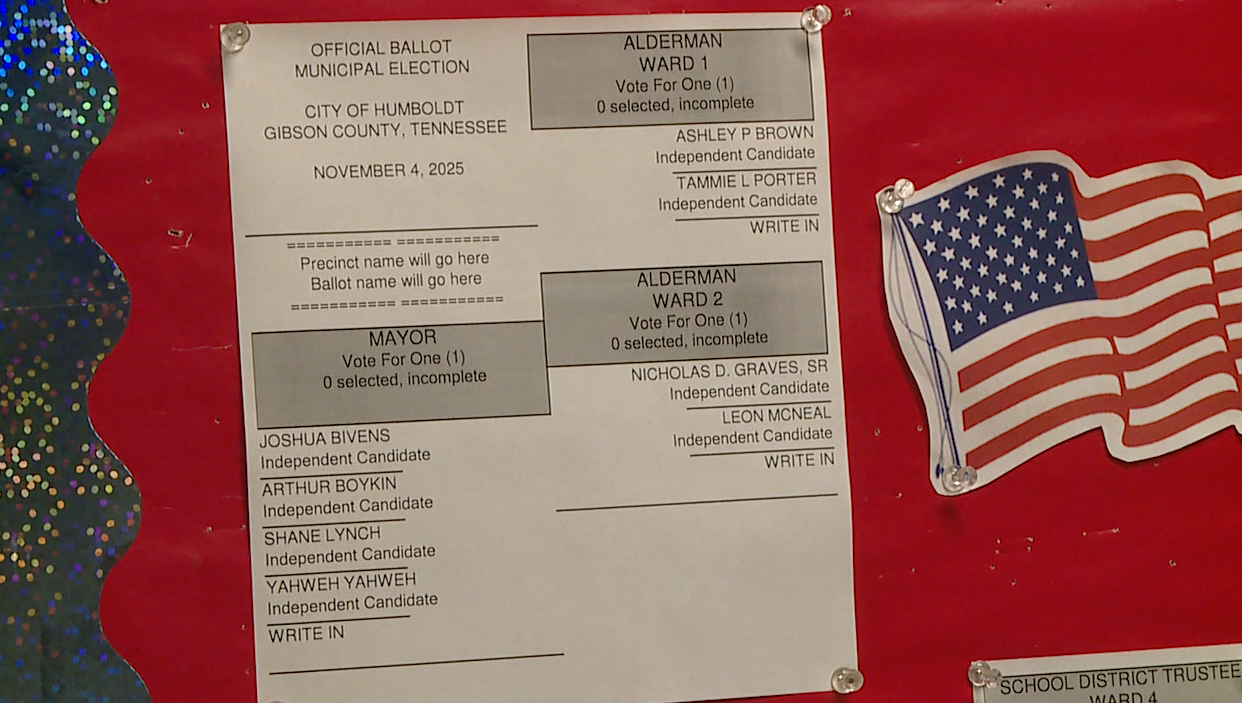 OFFICIAL BALLOT
MUNICIPAL ELECTION
CITY OF HUMBOLDT
GIBSON COUNTY, TENNESSEE
NOVEMBER 4, 2025
=========== ===========
Precinct name will go here
Ballot name will go here
=========== ===========
MAYOR
Vote For One (1)
0 selected, incomplete
JOSHUA BIVENS
Independent Candidate
ARTHUR BOYKIN
Independent Candidate
SHANE LYNCH
Independent Candidate
YAHWEH YAHWEH
Independent Candidate
WRITE IN
ALDERMAN
WARD 1
Vote For One (1)
0 selected, incomplete
ASHLEY P BROWN
Independent Candidate
TAMMIE L PORTER
Independent Candidate
WRITE IN
ALDERMAN
WARD 2
Vote For One (1)
0 selected, incomplete
NICHOLAS D. GRAVES, SR
Independent Candidate
LEON MCNEAL
Independent Candidate
WRITE IN
SCHOOL DISTRICT TRUSTEE
WARD 4